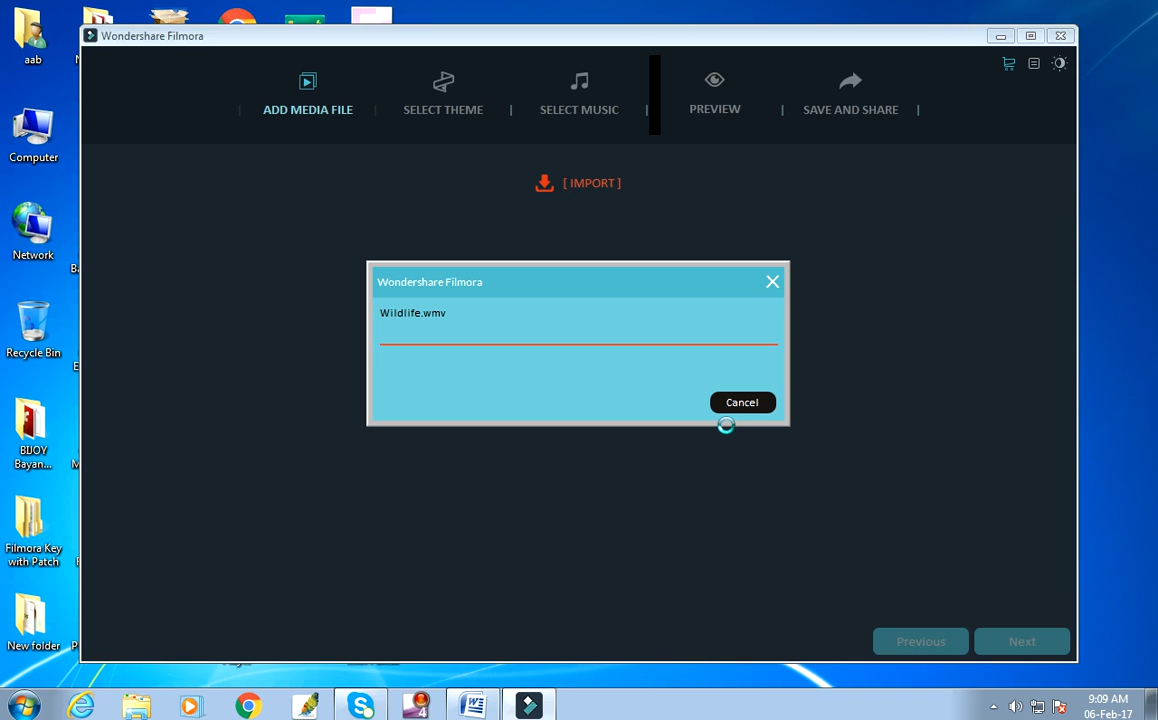 aab
Wondershare Filmora
ADD MEDIA FILE | SELECT THEME | SELECT MUSIC | PREVIEW | SAVE AND SHARE |
[ IMPORT ]
Computer
Network
Wondershare Filmora
Wildlife.wmv
Cancel
Recycle Bin
BIJOY
Bayan...
Filmora Key
with Patch
New folder
Previous
Next
4
9:09 AM
06-Feb-17